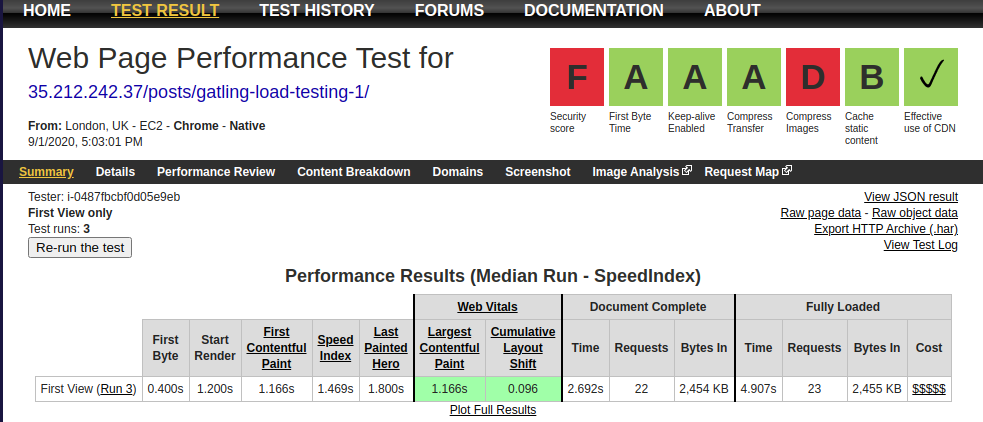 HOME TEST RESULT TEST HISTORY FORUMS DOCUMENTATION ABOUT
Web Page Performance Test for
35.212.242.37/posts/gatling-load-testing-1/
From: London, UK - EC2 - Chrome - Native
9/1/2020, 5:03:01 PM
F A A A D B ✓
Security score
First Byte Time
Keep-alive Enabled
Compress Transfer
Compress Images
Cache static content
Effective use of CDN
Summary Details Performance Review Content Breakdown Domains Screenshot Image Analysis Request Map
Tester: i-0487fbcbf0d05e9eb
First View only
Test runs: 3
Re-run the test
View JSON result
Raw page data - Raw object data
Export HTTP Archive (.har)
View Test Log
Performance Results (Median Run - SpeedIndex)
Web Vitals Document Complete Fully Loaded
First Byte Start Render First Contentful Paint Speed Index Last Painted Hero Largest Contentful Paint Cumulative Layout Shift Time Requests Bytes In Time Requests Bytes In Cost
First View (Run 3) 0.400s 1.200s 1.166s 1.469s 1.800s 1.166s 0.096 2.692s 22 2,454 KB 4.907s 23 2,455 KB $$$$$
Plot Full Results